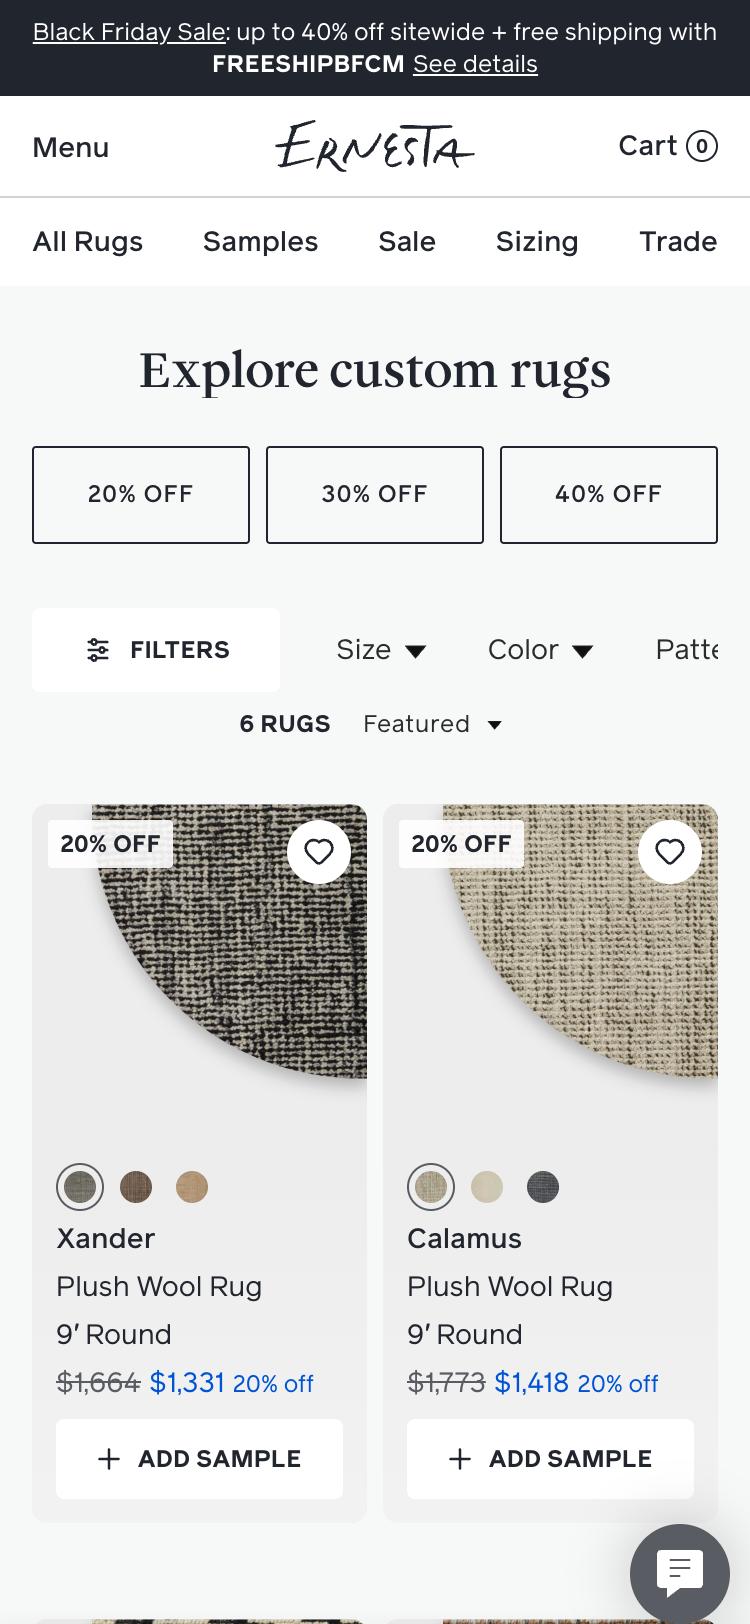 Black Friday Sale: up to 40% off sitewide + free shipping with
FREESHIPBFCM See details
Menu
ERNESTA
Cart 0
All Rugs Samples Sale Sizing Trade
Explore custom rugs
20% OFF 30% OFF 40% OFF
FILTERS Size Color Patte
6 RUGS Featured
20% OFF
Xander
Plush Wool Rug
9′ Round
$1,664 $1,331 20% off
+ ADD SAMPLE
20% OFF
Calamus
Plush Wool Rug
9′ Round
$1,773 $1,418 20% off
+ ADD SAMPLE